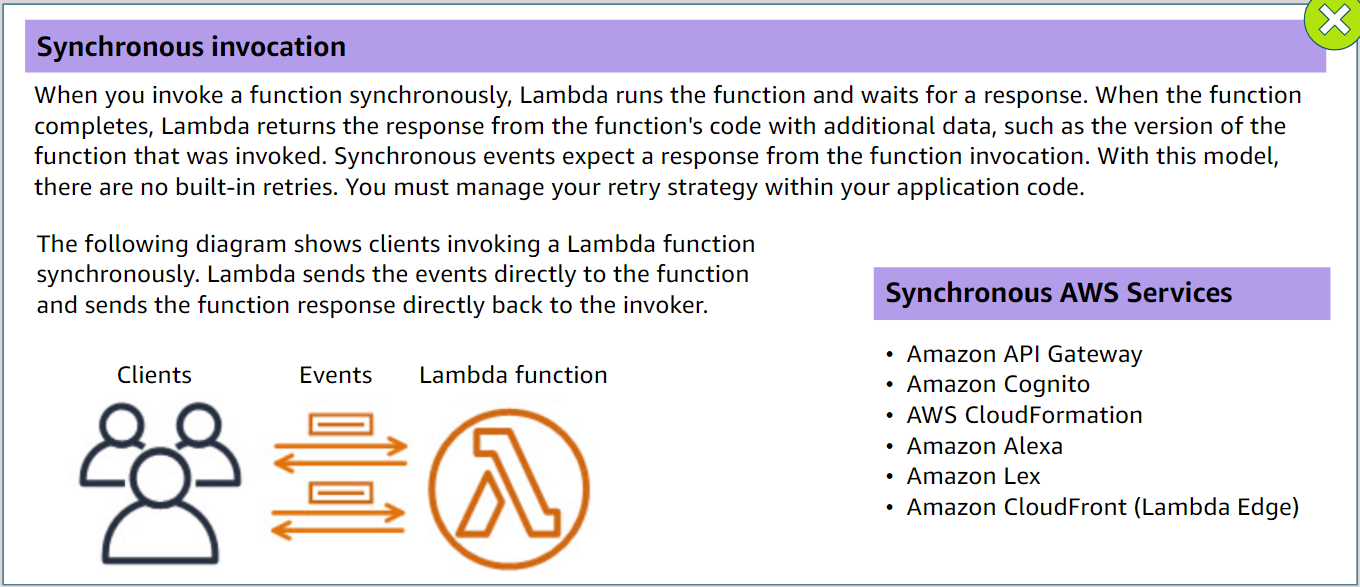 Synchronous invocation
When you invoke a function synchronously, Lambda runs the function and waits for a response. When the function
completes, Lambda returns the response from the function's code with additional data, such as the version of the
function that was invoked. Synchronous events expect a response from the function invocation. With this model,
there are no built-in retries. You must manage your retry strategy within your application code.
The following diagram shows clients invoking a Lambda function
synchronously. Lambda sends the events directly to the function
and sends the function response directly back to the invoker.
Clients Events Lambda function
Synchronous AWS Services
• Amazon API Gateway
• Amazon Cognito
• AWS CloudFormation
• Amazon Alexa
• Amazon Lex
• Amazon CloudFront (Lambda Edge)